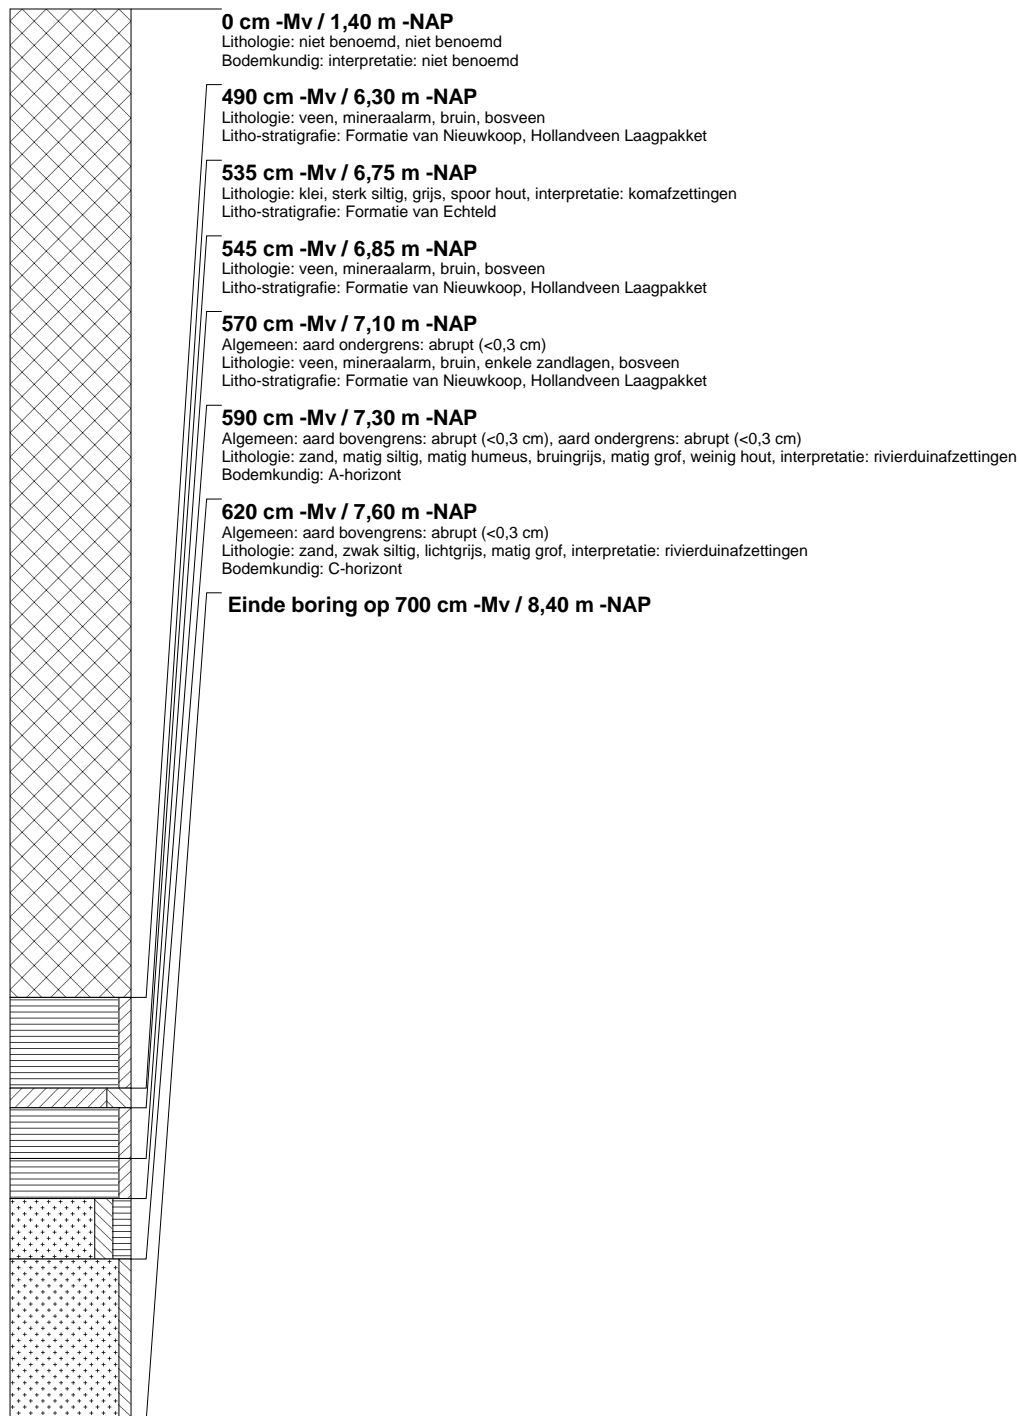 0 cm -Mv / 1,40 m -NAP
Lithologie: niet benoemd, niet benoemd
Bodemkundig: interpretatie: niet benoemd
490 cm -Mv / 6,30 m -NAP
Lithologie: veen, mineraalarm, bruin, bosveen
Litho-stratigrafie: Formatie van Nieuwkoop, Hollandveen Laagpakket
535 cm -Mv / 6,75 m -NAP
Lithologie: klei, sterk siltig, grijs, spoor hout, interpretatie: komafzettingen
Litho-stratigrafie: Formatie van Echteld
545 cm -Mv / 6,85 m -NAP
Lithologie: veen, mineraalarm, bruin, bosveen
Litho-stratigrafie: Formatie van Nieuwkoop, Hollandveen Laagpakket
570 cm -Mv / 7,10 m -NAP
Algemeen: aard ondergrens: abrupt (<0,3 cm)
Lithologie: veen, mineraalarm, bruin, enkele zandlagen, bosveen
Litho-stratigrafie: Formatie van Nieuwkoop, Hollandveen Laagpakket
590 cm -Mv / 7,30 m -NAP
Algemeen: aard bovengrens: abrupt (<0,3 cm), aard ondergrens: abrupt (<0,3 cm)
Lithologie: zand, matig siltig, matig humeus, bruingrijs, matig grof, weinig hout, interpretatie: rivierduinafzettingen
Bodemkundig: A-horizont
620 cm -Mv / 7,60 m -NAP
Algemeen: aard bovengrens: abrupt (<0,3 cm)
Lithologie: zand, zwak siltig, lichtgrijs, matig grof, interpretatie: rivierduinafzettingen
Bodemkundig: C-horizont
Einde boring op 700 cm -Mv / 8,40 m -NAP